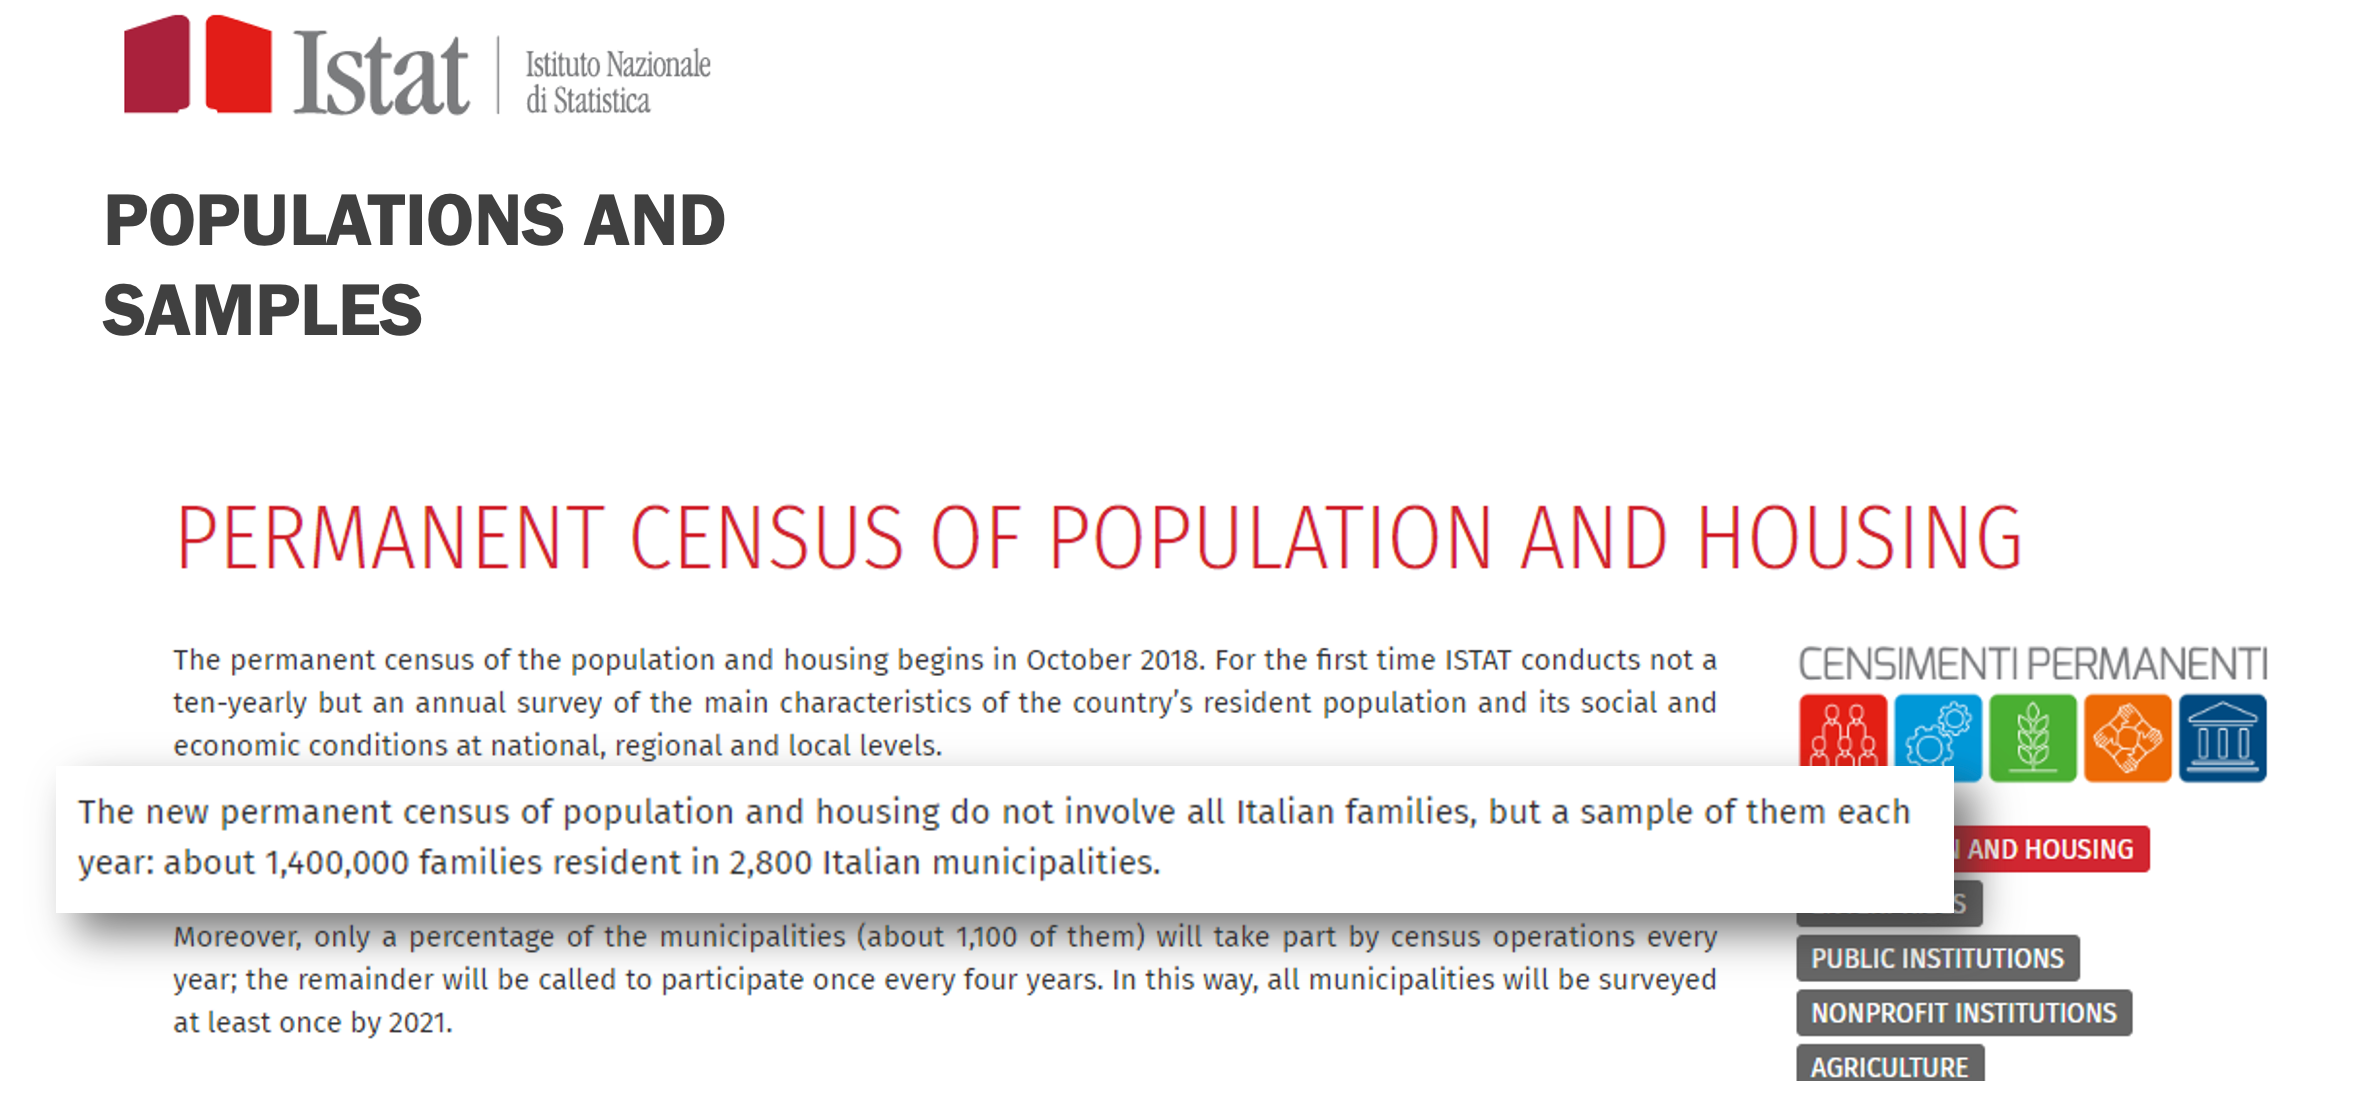 Istat
Istituto Nazionale
di Statistica
POPULATIONS AND
SAMPLES
PERMANENT CENSUS OF POPULATION AND HOUSING
The permanent census of the population and housing begins in October 2018. For the first time ISTAT conducts not a
ten-yearly but an annual survey of the main characteristics of the country's resident population and its social and
economic conditions at national, regional and local levels.
The new permanent census of population and housing do not involve all Italian families, but a sample of them each
year: about 1,400,000 families resident in 2,800 Italian municipalities.
Moreover, only a percentage of the municipalities (about 1,100 of them) will take part by census operations every
year; the remainder will be called to participate once every four years. In this way, all municipalities will be surveyed
at least once by 2021.
CENSIMENTI PERMANENTI
AND HOUSING
PUBLIC INSTITUTIONS
NONPROFIT INSTITUTIONS
AGRICULTURE